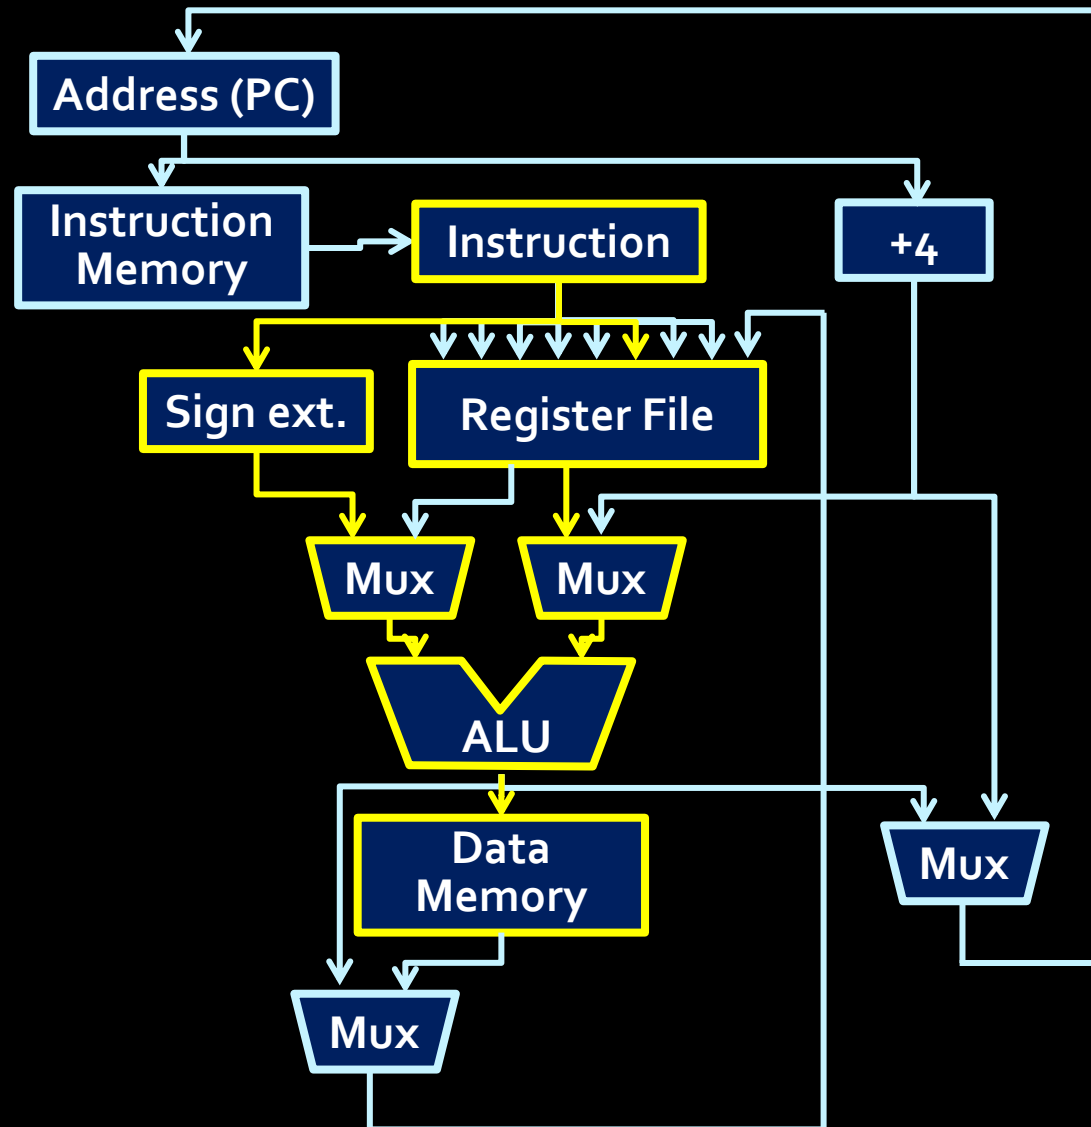 Address (PC)
Instruction
Memory
Instruction
+4
Sign ext.
Register File
Mux
Mux
ALU
Data
Memory
Mux
Mux